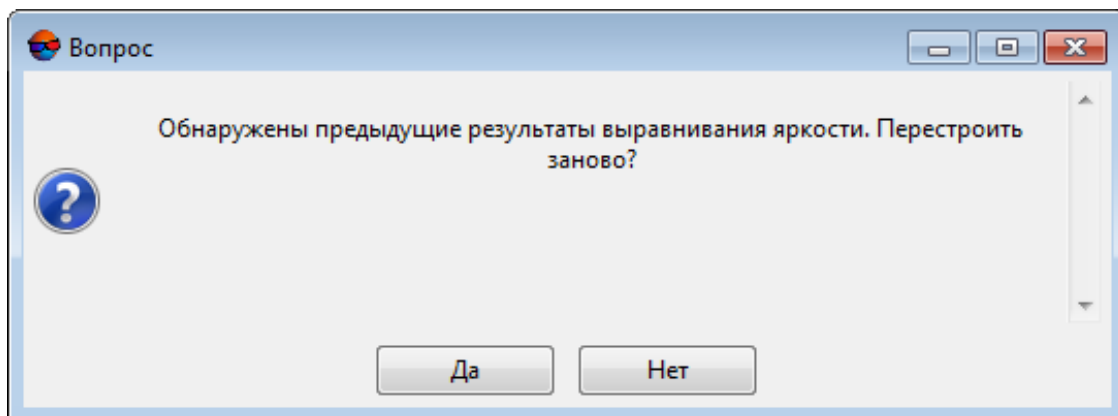 Вопрос
Обнаружены предыдущие результаты выравнивания яркости. Перестроить
заново?
Да
Нет